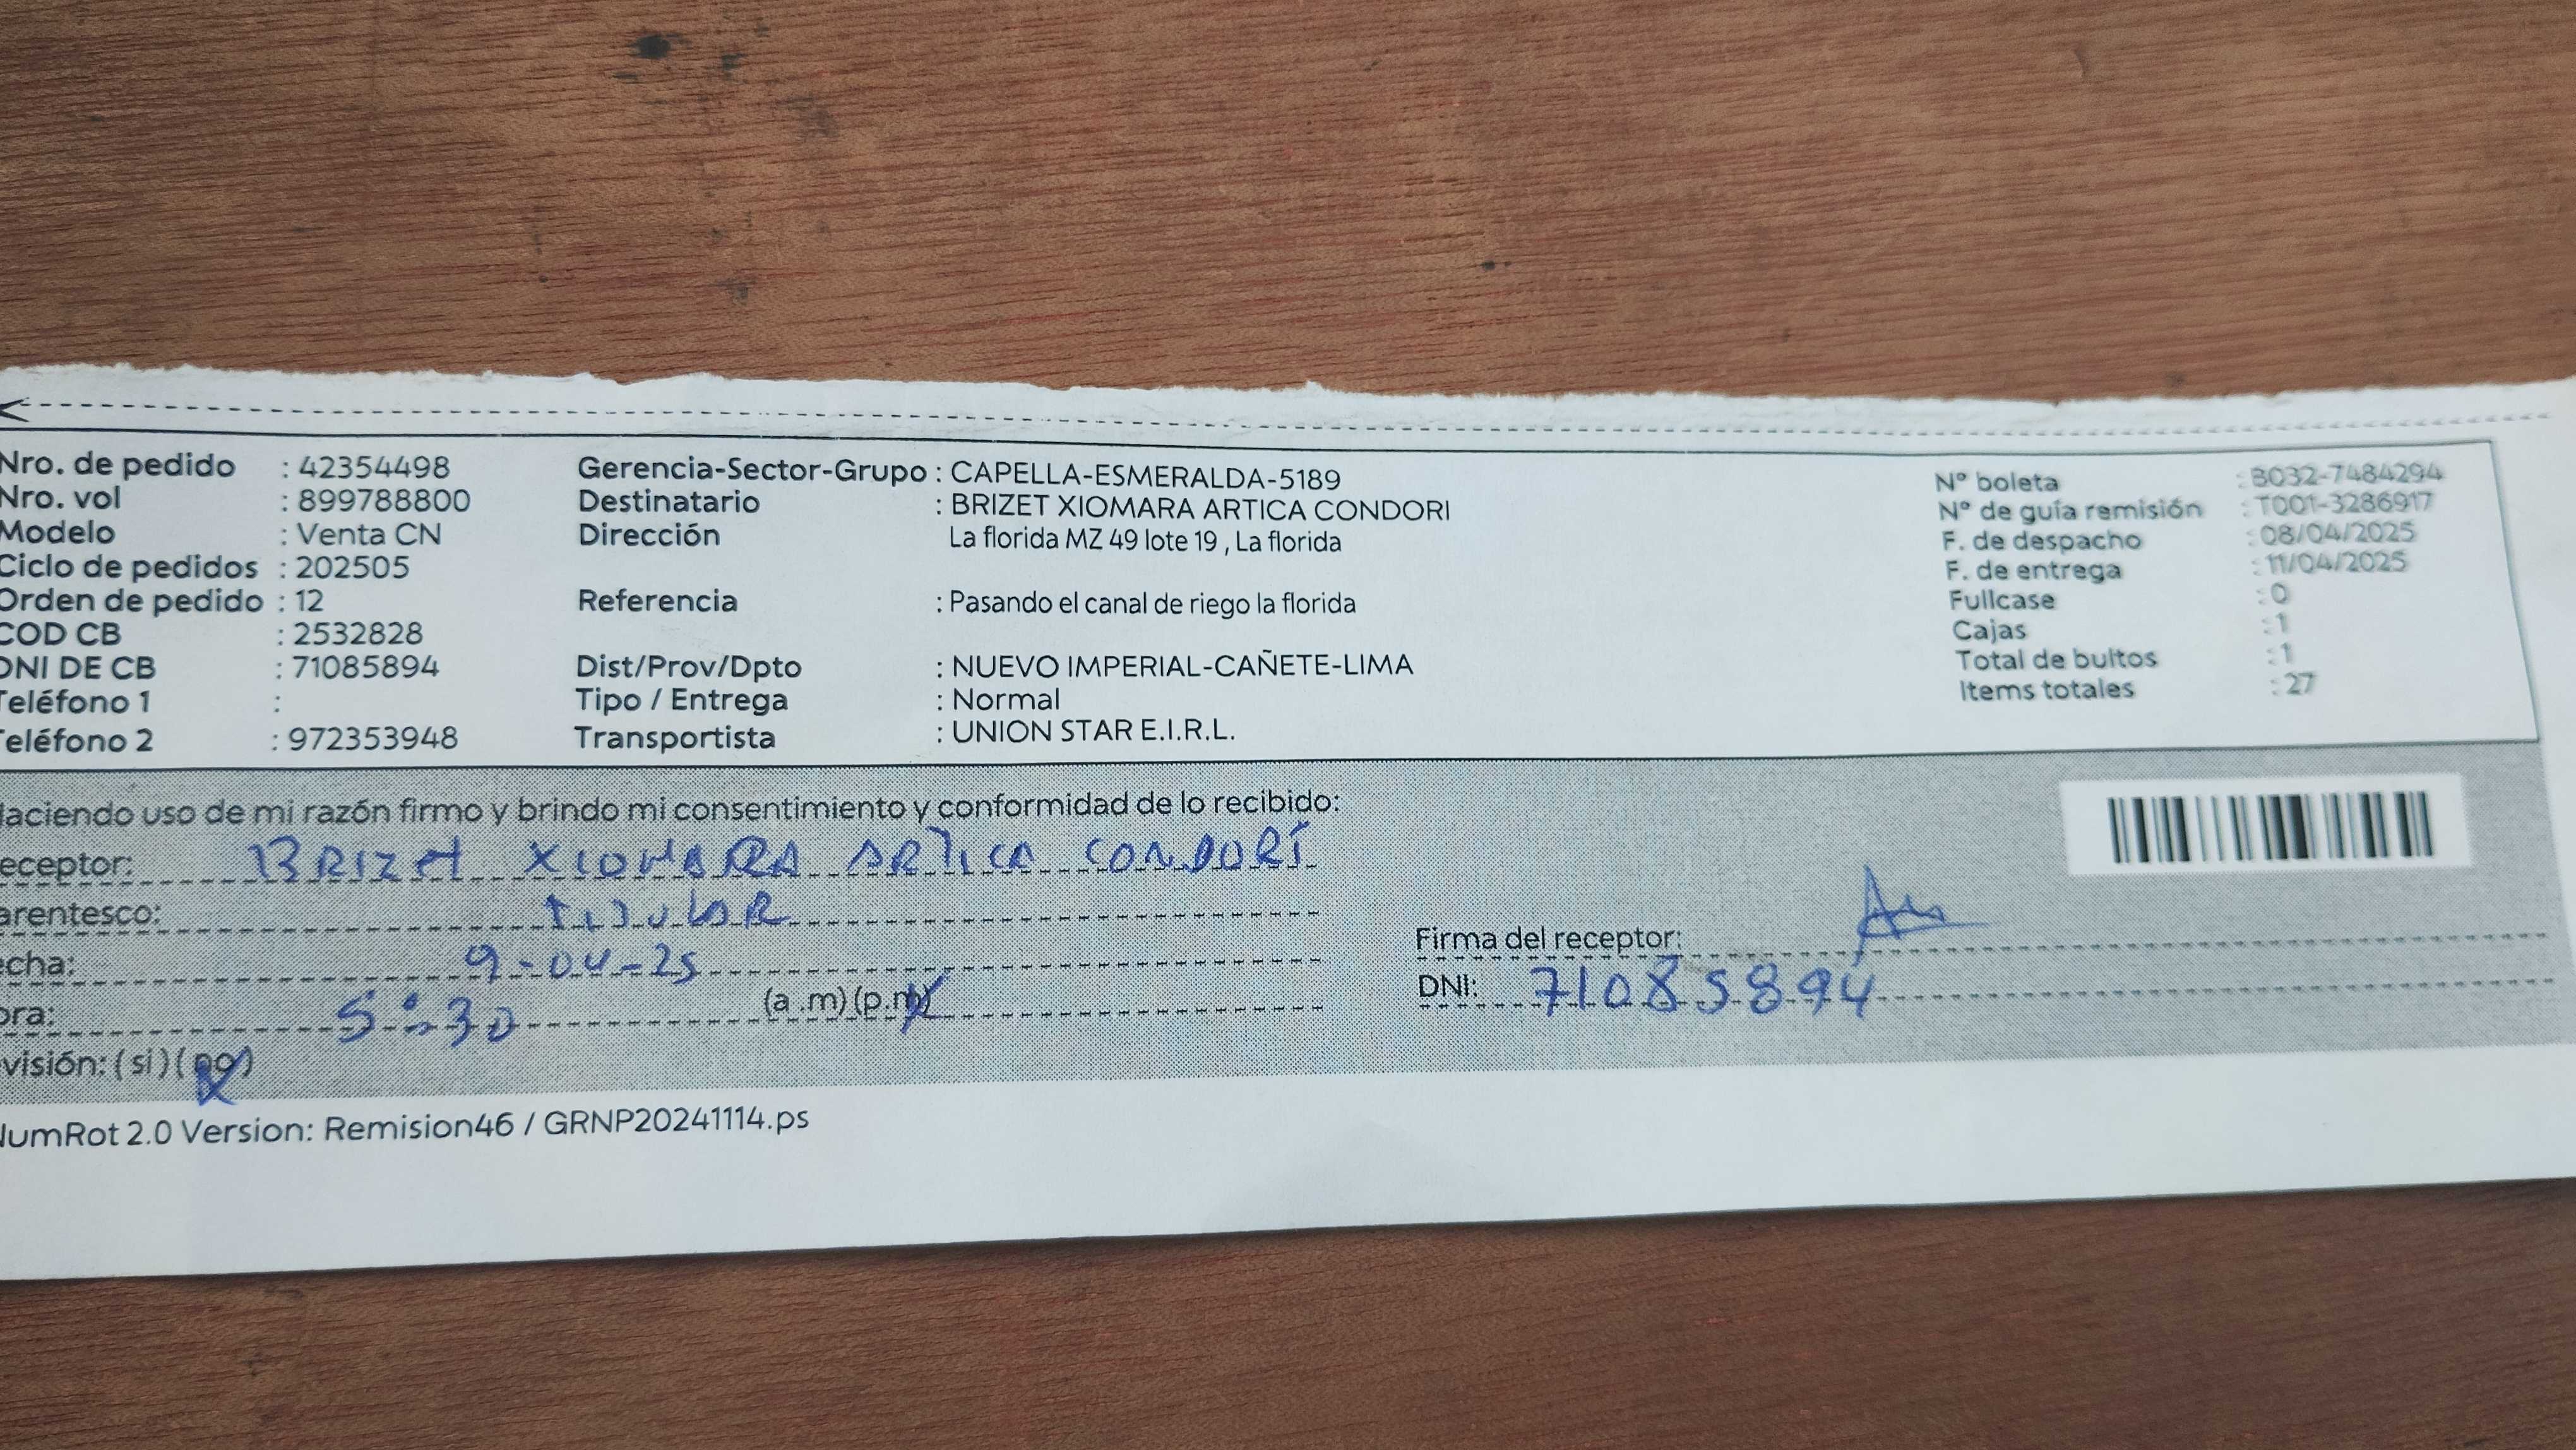 Nro. de pedido : 42354498
Nro. vol : 899788800
Modelo : Venta CN
Ciclo de pedidos : 202505
Orden de pedido : 12
COD CB : 2532828
DNI DE CB : 71085894
Teléfono 1 :
Teléfono 2 : 972353948
Gerencia-Sector-Grupo : CAPELLA-ESMERALDA-5189
Destinatario : BRIZET XIOMARA ARTICA CONDORI
Dirección La florida MZ 49 lote 19 , La florida
Referencia : Pasando el canal de riego la florida
Dist/Prov/Dpto : NUEVO IMPERIAL-CAÑETE-LIMA
Tipo / Entrega : Normal
Transportista : UNION STAR E.I.R.L.
N° boleta : B032-7484294
N° de guía remisión : T001-3286917
F. de despacho : 08/04/2025
F. de entrega : 11/04/2025
Fullcase : 0
Cajas : 1
Total de bultos : 1
Items totales : 27
Haciendo uso de mi razón firmo y brindo mi consentimiento y conformidad de lo recibido:
eceptor: BRIZET XIOMARA ARTICA CONDORI
arentesco: TITULAR
echa: 9-04-25
ora: 5:30 (a .m) (p.m)
visión: (si) (no)
Firma del receptor:
DNI: 71085894
NumRot 2.0 Version: Remision46 / GRNP20241114.ps